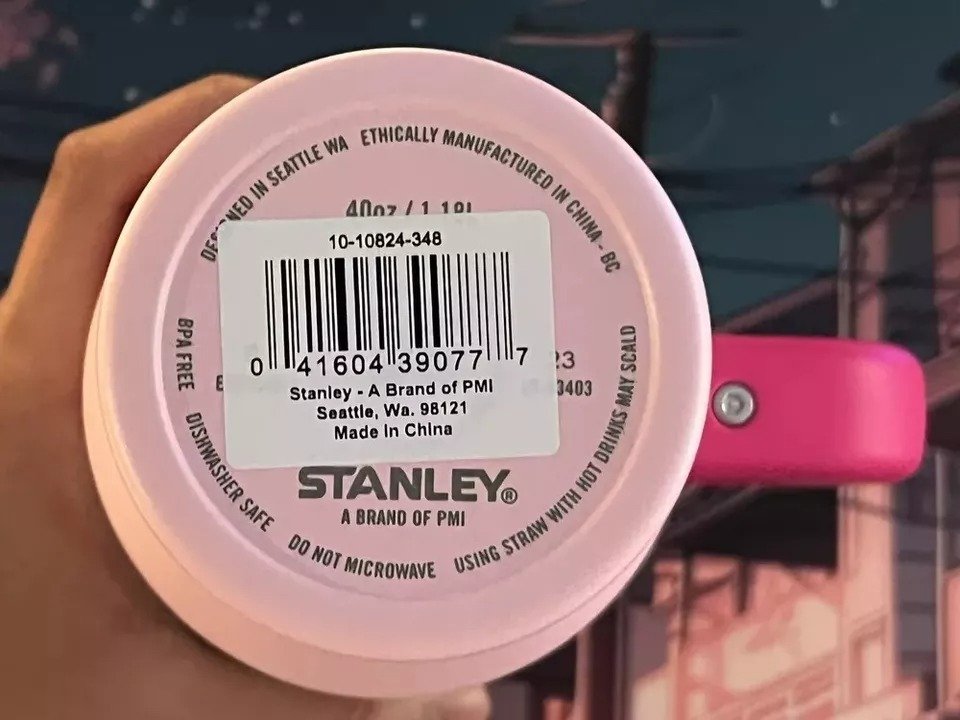 DESIGNED IN SEATTLE WA ETHICALLY MANUFACTURED IN CHINA - BC
40oz / 1.18L
10-10824-348
0 41604 39077 7
Stanley - A Brand of PMI
Seattle, Wa. 98121
Made in China
23
3403
STANLEY®
A BRAND OF PMI
BPA FREE DISHWASHER SAFE DO NOT MICROWAVE USING STRAW WITH HOT DRINKS MAY SCALD